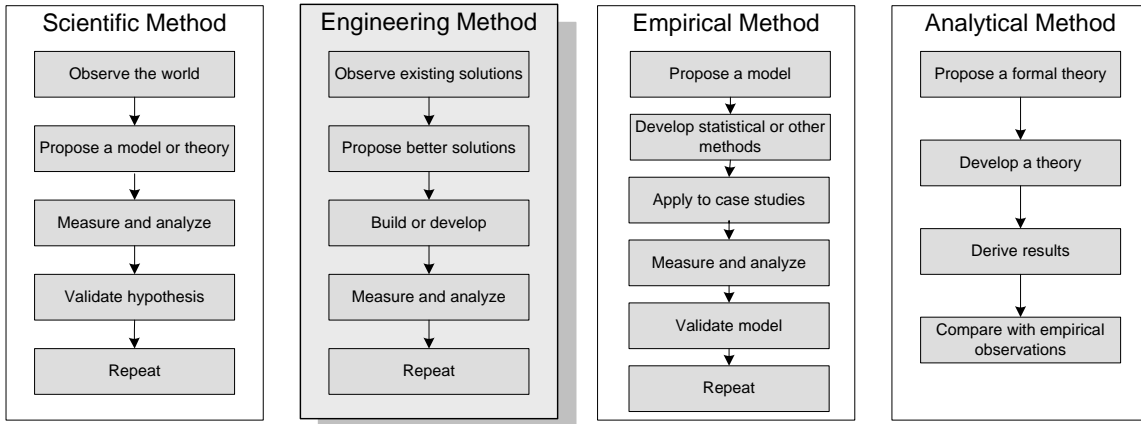 Scientific Method
Observe the world
Propose a model or theory
Measure and analyze
Validate hypothesis
Repeat
Engineering Method
Observe existing solutions
Propose better solutions
Build or develop
Measure and analyze
Repeat
Empirical Method
Propose a model
Develop statistical or other
methods
Apply to case studies
Measure and analyze
Validate model
Repeat
Analytical Method
Propose a formal theory
Develop a theory
Derive results
Compare with empirical
observations